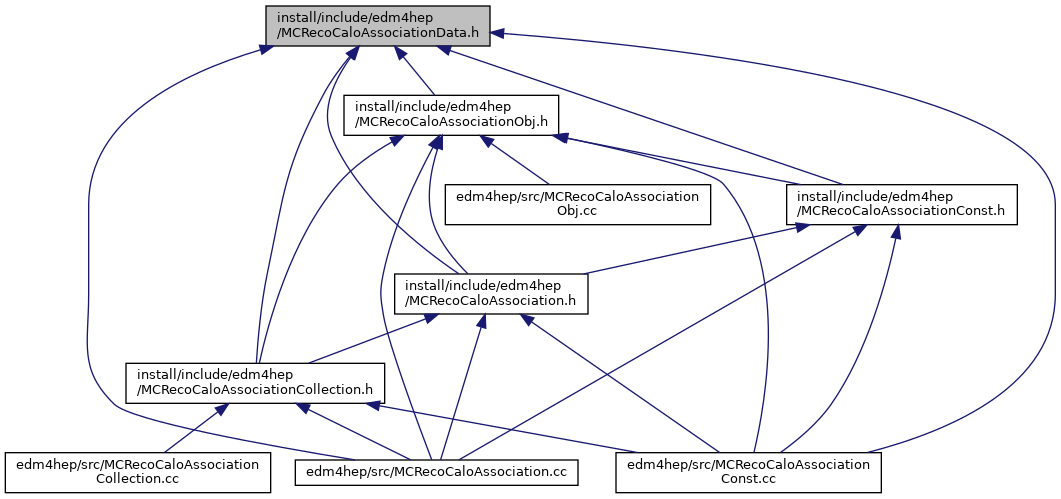 install/include/edm4hep
/MCRecoCaloAssociationData.h
install/include/edm4hep
/MCRecoCaloAssociationObj.h
edm4hep/src/MCRecoCaloAssociation
Obj.cc
install/include/edm4hep
/MCRecoCaloAssociationConst.h
install/include/edm4hep
/MCRecoCaloAssociation.h
install/include/edm4hep
/MCRecoCaloAssociationCollection.h
edm4hep/src/MCRecoCaloAssociation
Collection.cc
edm4hep/src/MCRecoCaloAssociation.cc
edm4hep/src/MCRecoCaloAssociation
Const.cc